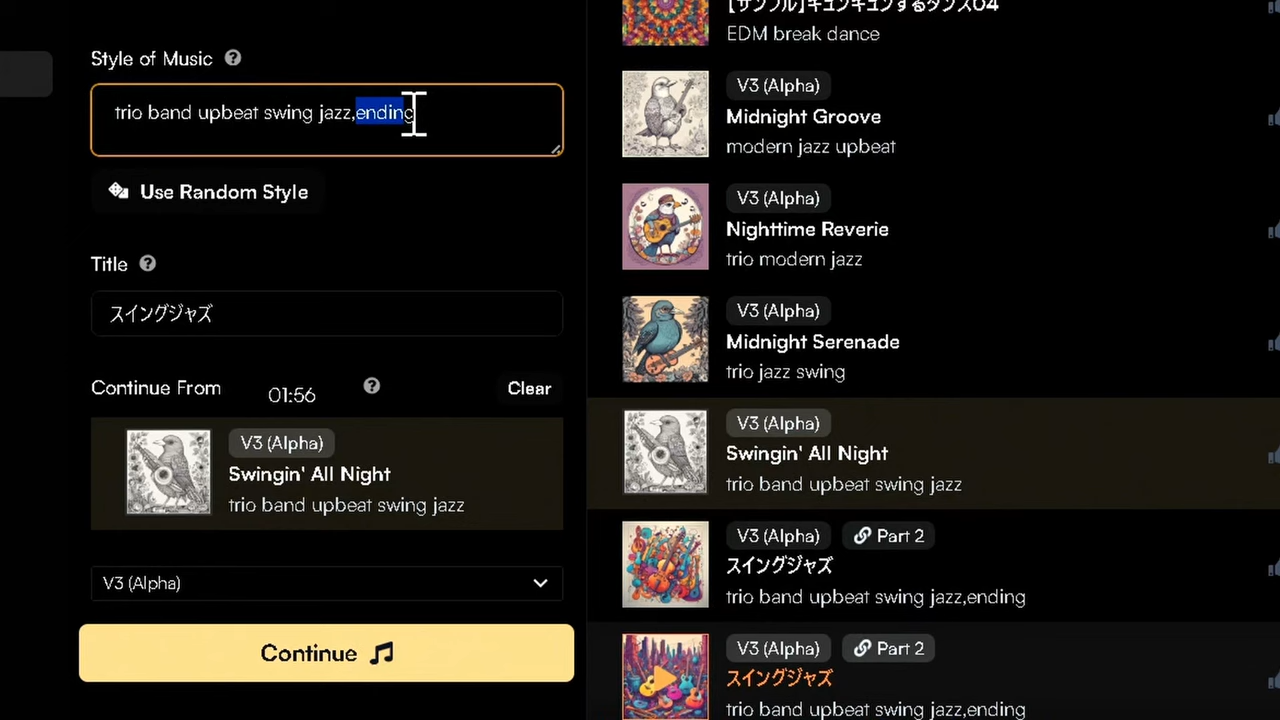 Style of Music
trio band upbeat swing jazz,ending
Use Random Style
Title
スイングジャズ
Continue From
01:56
Clear
V3 (Alpha)
Swingin' All Night
trio band upbeat swing jazz
V3 (Alpha)
Continue
【サンプル】キュンキュンするダンス04
EDM break dance
V3 (Alpha)
Midnight Groove
modern jazz upbeat
V3 (Alpha)
Nighttime Reverie
trio modern jazz
V3 (Alpha)
Midnight Serenade
trio jazz swing
V3 (Alpha)
Swingin' All Night
trio band upbeat swing jazz
V3 (Alpha) Part 2
スイングジャズ
trio band upbeat swing jazz,ending
V3 (Alpha) Part 2
スイングジャズ
trio band upbeat swing jazz,ending